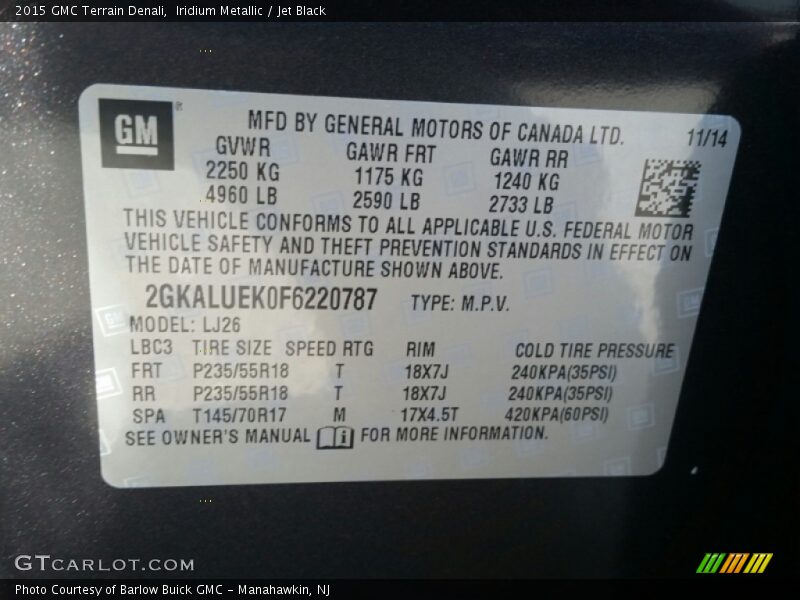 2015 GMC Terrain Denali,  Iridium Metallic / Jet Black
GM®
MFD BY GENERAL MOTORS OF CANADA LTD. 11/14
GVWR GAWR FRT GAWR RR
2250 KG 1175 KG 1240 KG
4960 LB 2590 LB 2733 LB
THIS VEHICLE CONFORMS TO ALL APPLICABLE U.S. FEDERAL MOTOR
VEHICLE SAFETY AND THEFT PREVENTION STANDARDS IN EFFECT ON
THE DATE OF MANUFACTURE SHOWN ABOVE.
2GKALUEK0F6220787 TYPE: M.P.V.
MODEL: LJ26
LBC3 TIRE SIZE SPEED RTG RIM COLD TIRE PRESSURE
FRT P235/55R18 T 18X7J 240KPA(35PSI)
RR P235/55R18 T 18X7J 240KPA(35PSI)
SPA T145/70R17 M 17X4.5T 420KPA(60PSI)
SEE OWNER'S MANUAL i FOR MORE INFORMATION.
GTCARLOT.COM
Photo Courtesy of Barlow Buick GMC - Manahawkin, NJ